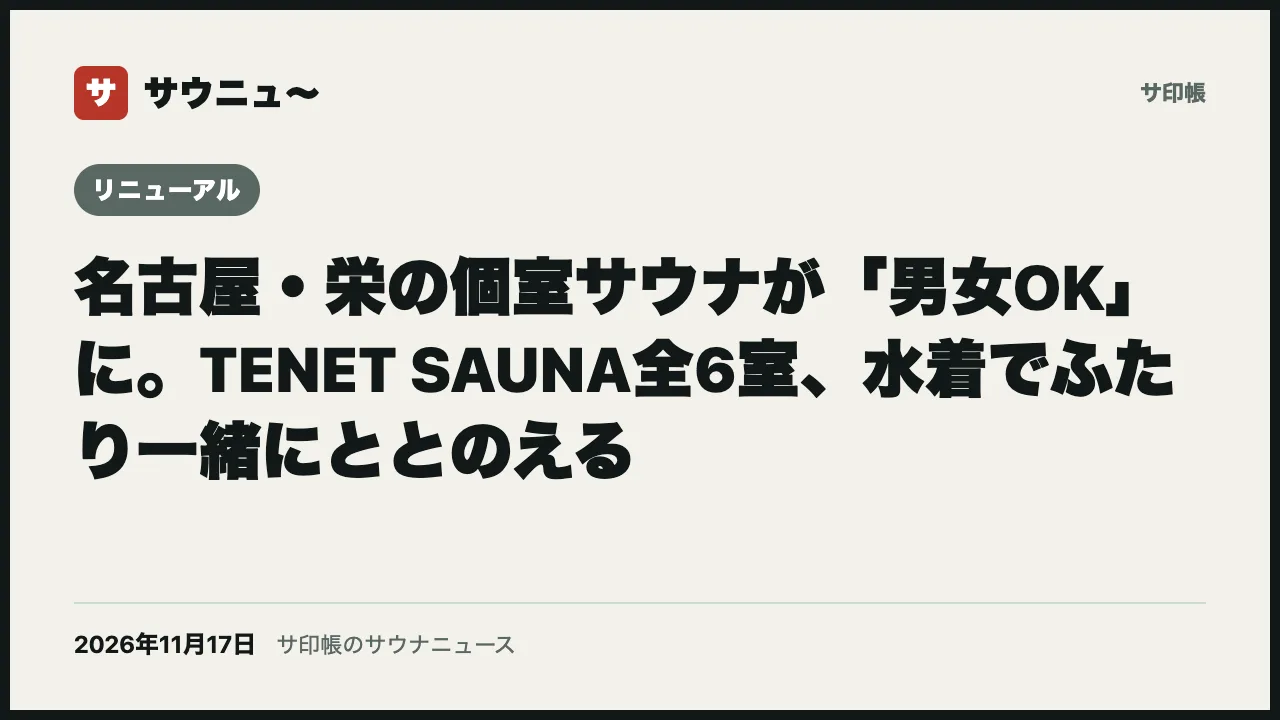 サ サウニュ〜
サ印帳
リニューアル
名古屋・栄の個室サウナが「男女OK」
に。TENET SAUNA全6室、水着でふた
り一緒にととのえる
2026年11月17日 サ印帳のサウナニュース